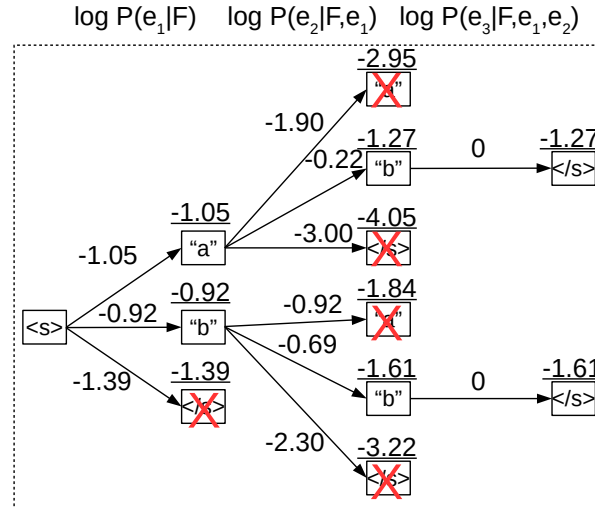 log P(e₁|F) log P(e₂|F,e₁) log P(e₃|F,e₁,e₂)
-2.95
“a”
-1.90
-1.27 -1.27
-0.22 “b” 0 </s>
-1.05 -4.05
“a” -3.00 </s>
-1.05
-0.92 -1.84
<s> -0.92 “b” -0.92 “a”
-0.69
-1.39 -1.39 -1.61 -1.61
</s> “b” 0 </s>
-2.30
-3.22
</s>